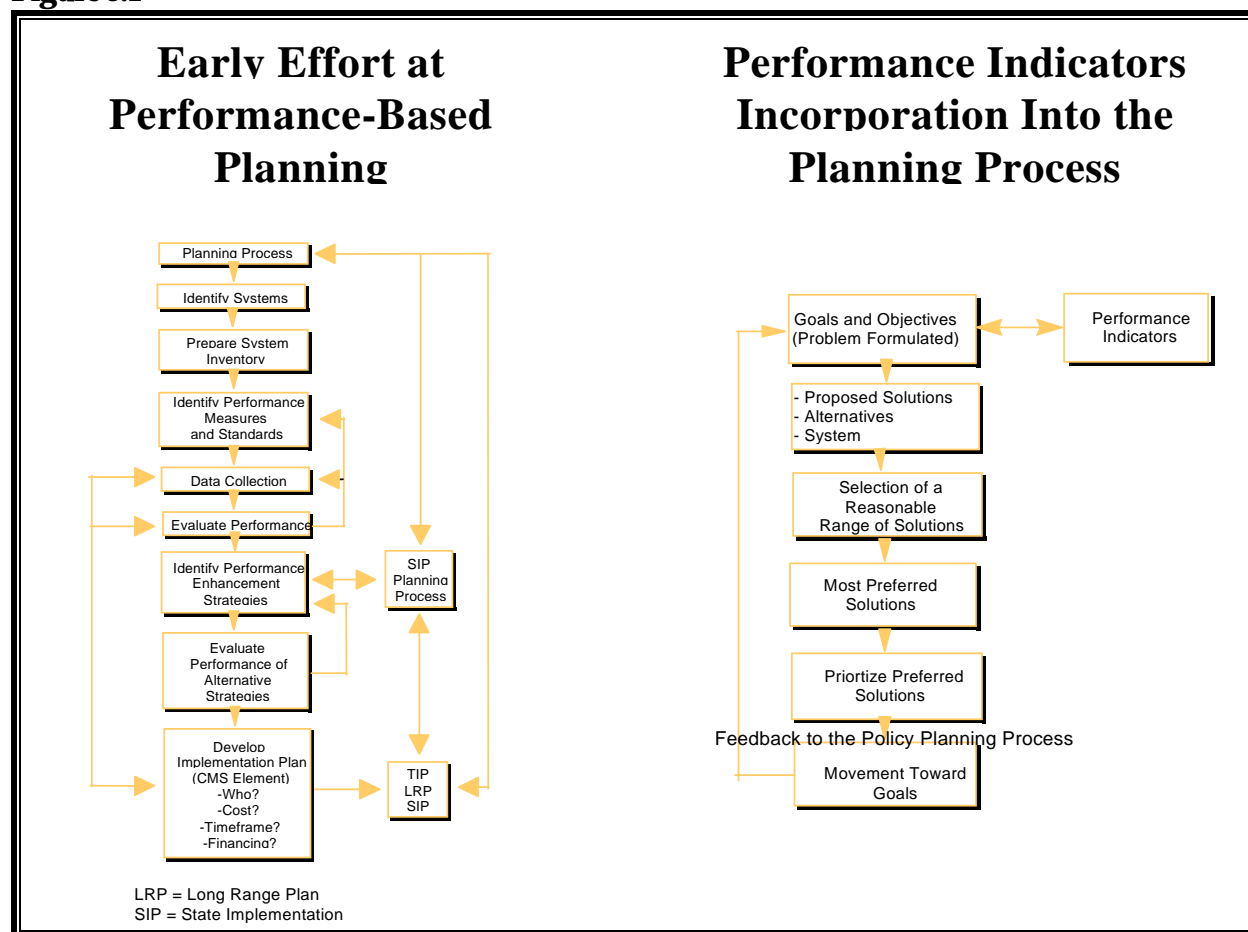 Early Effort at
Performance-Based
Planning
Planning Process
Identify Systems
Prepare System
Inventory
Identify Performance
Measures
and Standards
Data Collection
Evaluate Performance
Identify Performance
Enhancement
Strategies
Evaluate
Performance of
Alternative
Strategies
Develop
Implementation Plan
(CMS Element)
-Who?
-Cost?
-Timeframe?
-Financing?
SIP
Planning
Process
TIP
LRP
SIP
LRP = Long Range Plan
SIP = State Implementation
Performance Indicators
Incorporation Into the
Planning Process
Goals and Objectives
(Problem Formulated)
Performance
Indicators
- Proposed Solutions
- Alternatives
- System
Selection of a
Reasonable
Range of Solutions
Most Preferred
Solutions
Priortize Preferred
Solutions
Feedback to the Policy Planning Process
Movement Toward
Goals